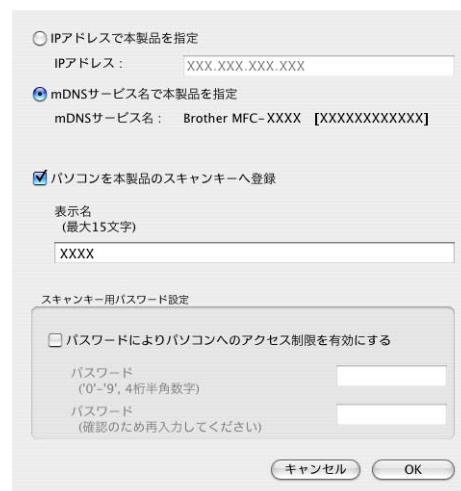 IPアドレスで本製品を指定
IPアドレス： XXX.XXX.XXX.XXX
mDNSサービス名で本製品を指定
mDNSサービス名： Brother MFC-XXXX [XXXXXXXXXXXX]
パソコンを本製品のスキャンキーへ登録
表示名
(最大15文字)
XXXX
スキャンキー用パスワード設定
パスワードによりパソコンへのアクセス制限を有効にする
パスワード
('0'-'9', 4桁半角数字)
パスワード
(確認のため再入力してください)
キャンセル OK